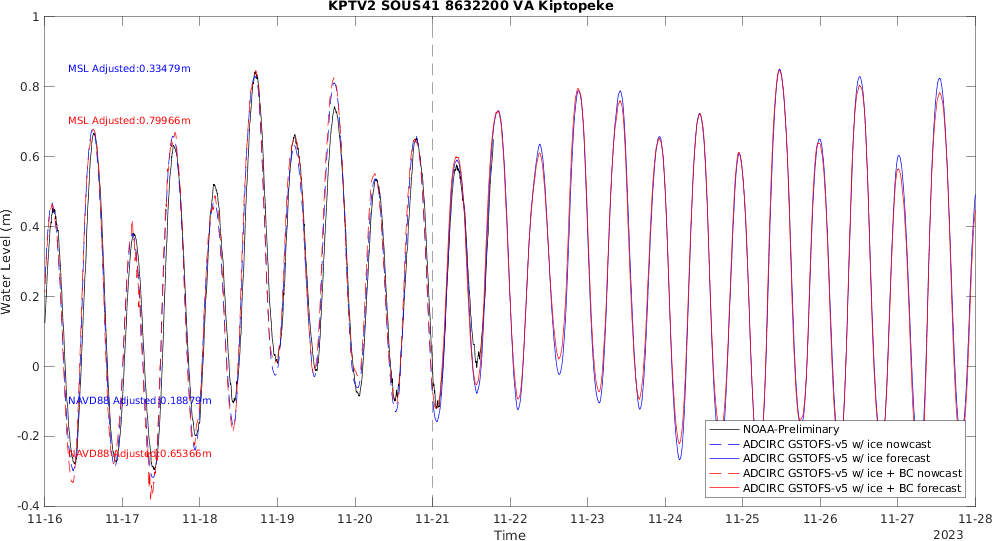 KPTV2 SOUS41 8632200 VA Kiptopeke
1
0.8
0.6
0.4
0.2
0
-0.2
-0.4
Water Level (m)
MSL Adjusted:0.33479m
MSL Adjusted:0.79966m
NAVD88 Adjusted:0.18879m
NAVD88 Adjusted:0.65366m
NOAA-Preliminary
ADCIRC GSTOFS-v5 w/ ice nowcast
ADCIRC GSTOFS-v5 w/ ice forecast
ADCIRC GSTOFS-v5 w/ ice + BC nowcast
ADCIRC GSTOFS-v5 w/ ice + BC forecast
11-16 11-17 11-18 11-19 11-20 11-21 11-22 11-23 11-24 11-25 11-26 11-27 11-28
Time
2023